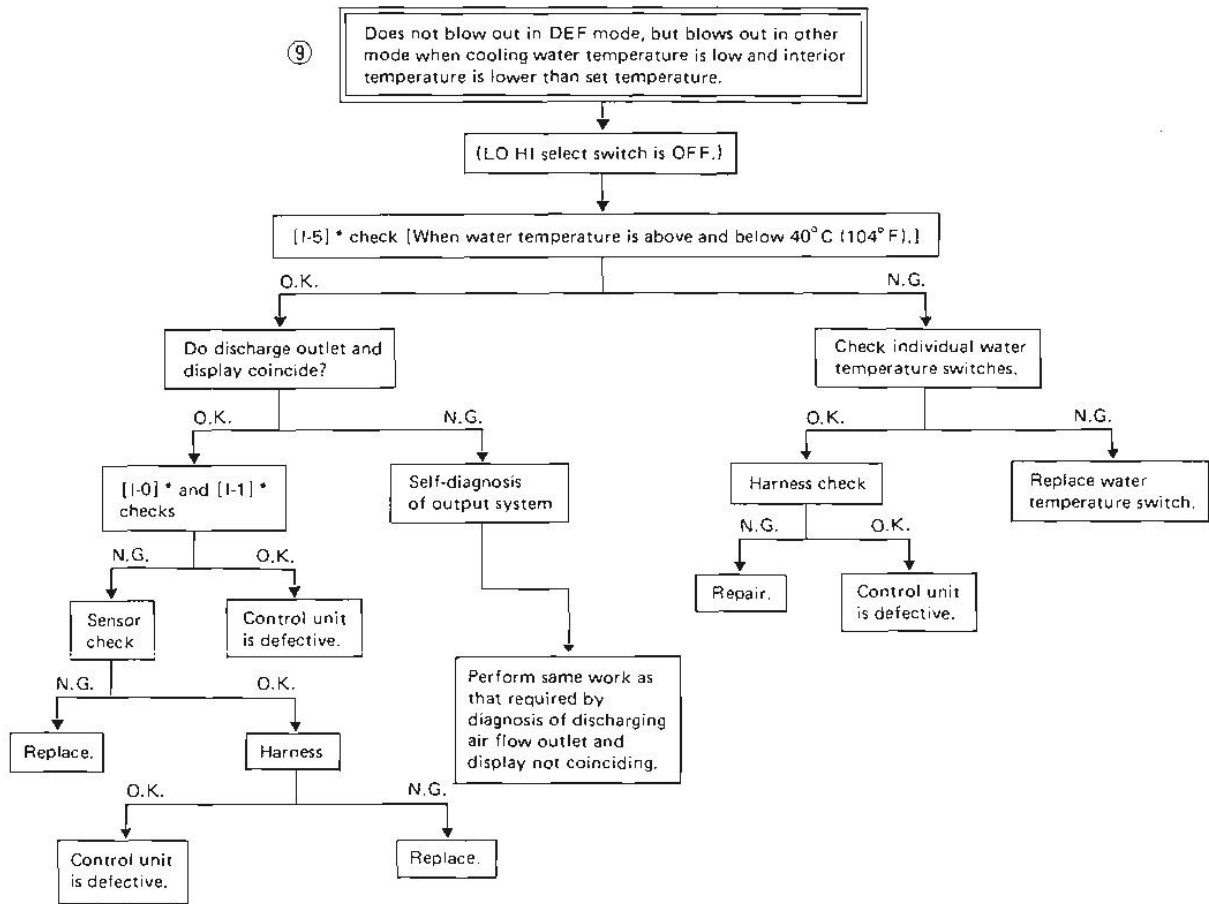 ⑨
Does not blow out in DEF mode, but blows out in other
mode when cooling water temperature is low and interior
temperature is lower than set temperature.
(LO HI select switch is OFF.)
[I-5] * check [When water temperature is above and below 40°C (104°F).]
O.K.
N.G.
Do discharge outlet and
display coincide?
Check individual water
temperature switches.
O.K.
N.G.
O.K.
N.G.
[I-0] * and [I-1] *
checks
Self-diagnosis
of output system
Harness check
Replace water
temperature switch.
N.G.
O.K.
N.G.
O.K.
Sensor
check
Control unit
is defective.
Repair.
Control unit
is defective.
N.G.
O.K.
Perform same work as
that required by
diagnosis of discharging
air flow outlet and
display not coinciding.
Replace.
Harness
O.K.
N.G.
Control unit
is defective.
Replace.